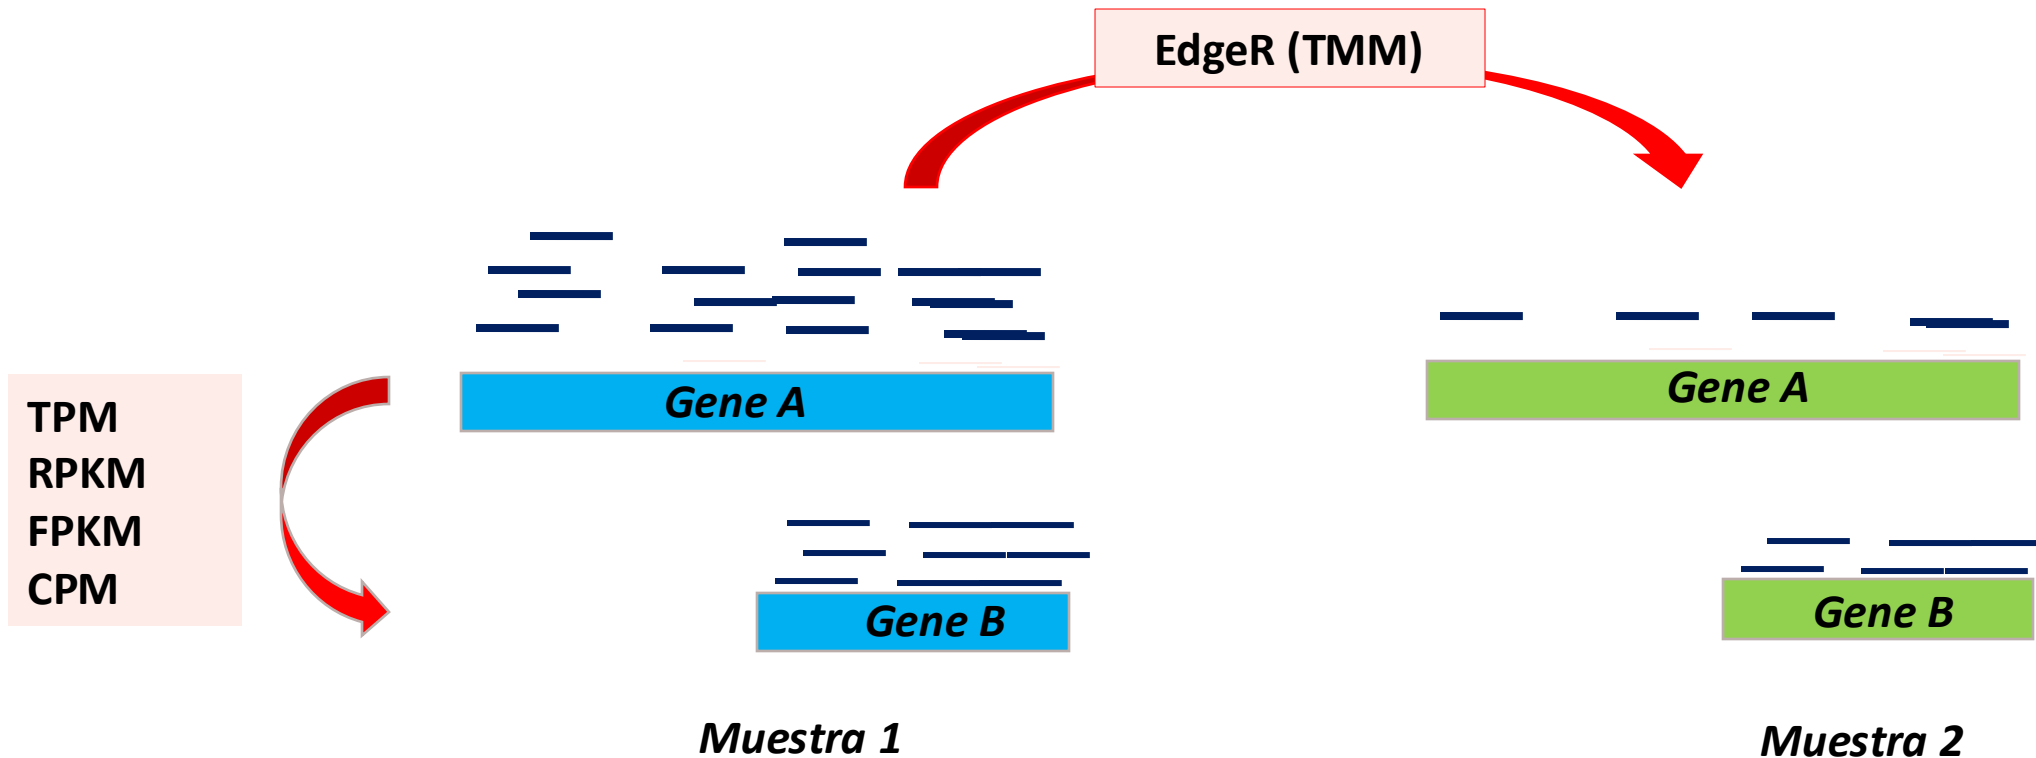 EdgeR (TMM)
TPM
RPKM
FPKM
CPM
Gene A
Gene A
Gene B
Gene B
Muestra 1
Muestra 2